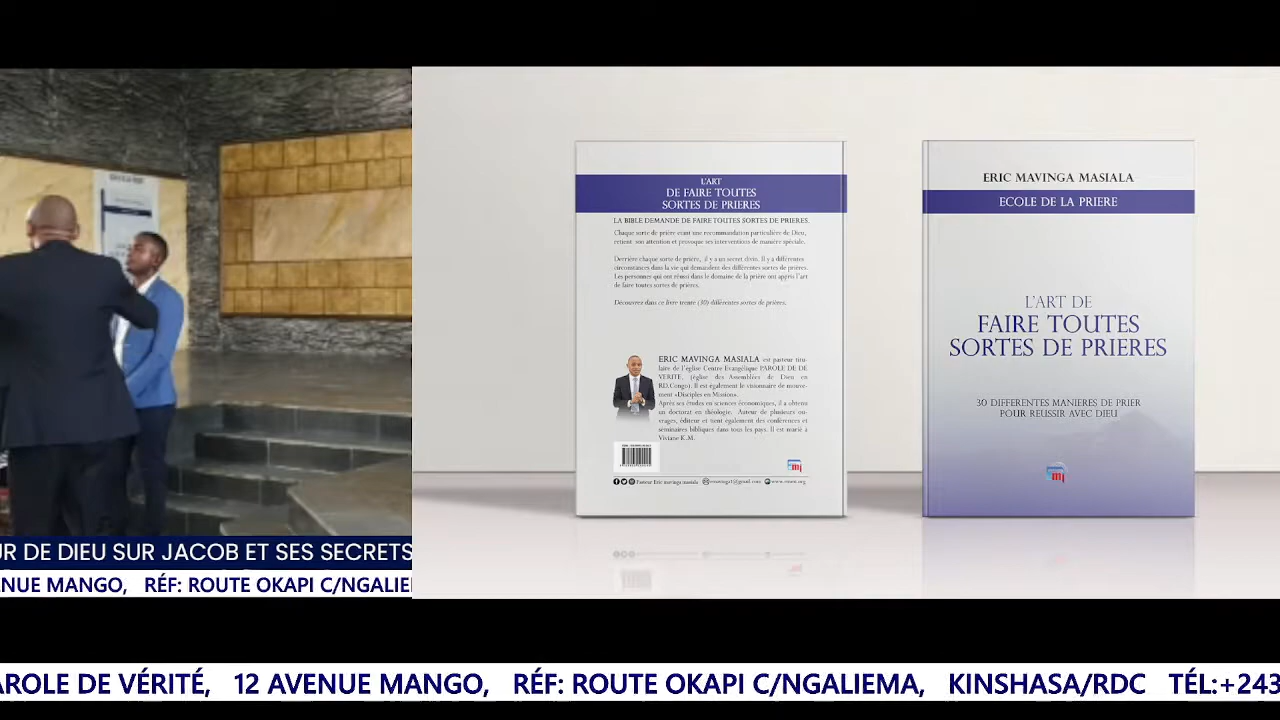 L'ART
DE FAIRE TOUTES
SORTES DE PRIERES
LA BIBLE DEMANDE DE FAIRE TOUTES SORTES DE PRIERES.
Chaque sorte de prière étant une recommandation particulière de Dieu,
retient son attention et provoque ses interventions de manière spéciale.
Derrière chaque sorte de prière, il y a un secret divin. Il y a différentes
circonstances dans la vie qui demandent des différentes sortes de prières.
Les personnes qui ont réussi dans le domaine de la prière ont appris l'art
de faire toutes sortes de prières.
Découvrez dans ce livre trente (30) différentes sortes de prières.
ERIC MAVINGA MASIALA est pasteur titu-
laire de l'église Centre Evangélique PAROLE DE DE
VERITE, (église des Assemblées de Dieu en
RD.Congo). Il est également le visionnaire de mouve-
ment «Disciples en Mission».
Après ses études en sciences économiques, il a obtenu
un doctorat en théologie. Auteur de plusieurs ou-
vrages, éditeur et tient également des conférences et
séminaires bibliques dans tous les pays. Il est marié à
Viviane K.M.
Pasteur Eric mavinga masiala
ERIC MAVINGA MASIALA
ECOLE DE LA PRIERE
L'ART DE
FAIRE TOUTES
SORTES DE PRIERES
30 DIFFERENTES MANIERES DE PRIER
POUR REUSSIR AVEC DIEU
mj
UR DE DIEU SUR JACOB ET SES SECRETS
ENUE MANGO, RÉF: ROUTE OKAPI C/NGALIE
AROLE DE VÉRITÉ, 12 AVENUE MANGO, RÉF: ROUTE OKAPI C/NGALIEMA, KINSHASA/RDC TÉL:+243